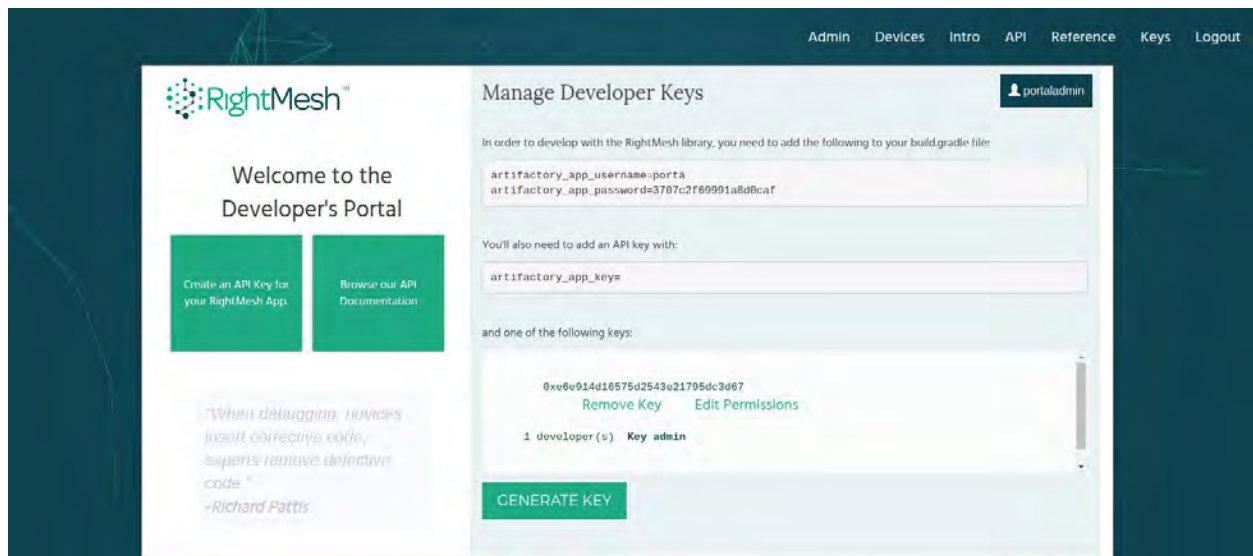 Admin Devices Intro API Reference Keys Logout
RightMesh™
Welcome to the
Developer's Portal
Create an API Key for
your RightMesh App.
Browse our API
Documentation
"When debugging, novices
insert corrective code,
experts remove defective
code."
-Richard Pattis
Manage Developer Keys
portaladmin
In order to develop with the RightMesh library, you need to add the following to your build.gradle file:
artifactory_app_username=porta
artifactory_app_password=3707c2f69991a8d0caf
You'll also need to add an API key with:
artifactory_app_key=
and one of the following keys:
0xe6e914d16575d2543e21795dc3d67
Remove Key Edit Permissions
1 developer(s) Key admin
GENERATE KEY